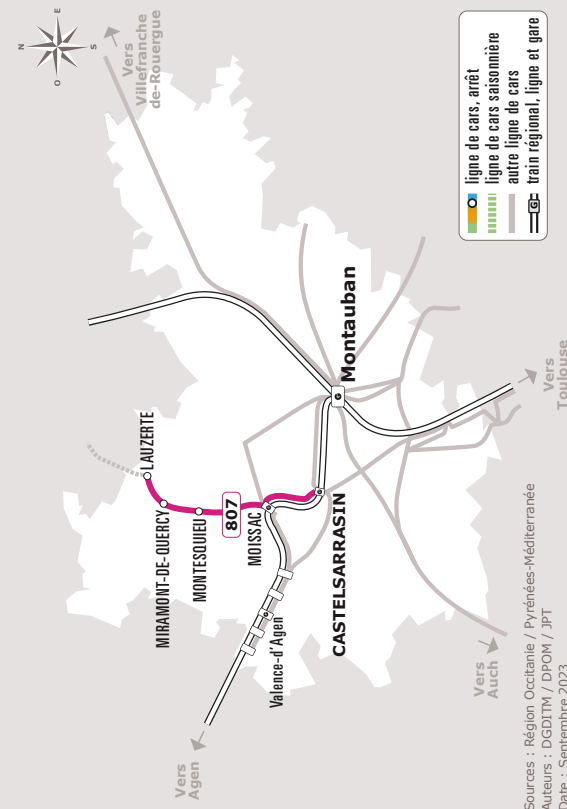 N
E
S
O
Vers
Villefranche
de-Rouergue
ligne de cars, arrêt
ligne de cars saisonnière
autre ligne de cars
G
train régional, ligne et gare
LAUZERTE
MIRAMONT-DE-QUERCY
MONTESQUIEU
807
MOISSAC
CASTELSARRASIN
Valence-d'Agen
Montauban
Vers
Agen
Vers
Auch
Vers
Toulouse
Sources : Région Occitanie / Pyrénées-Méditerranée
Auteurs : DGDITM / DPOM / JPT
Date : Septembre 2023